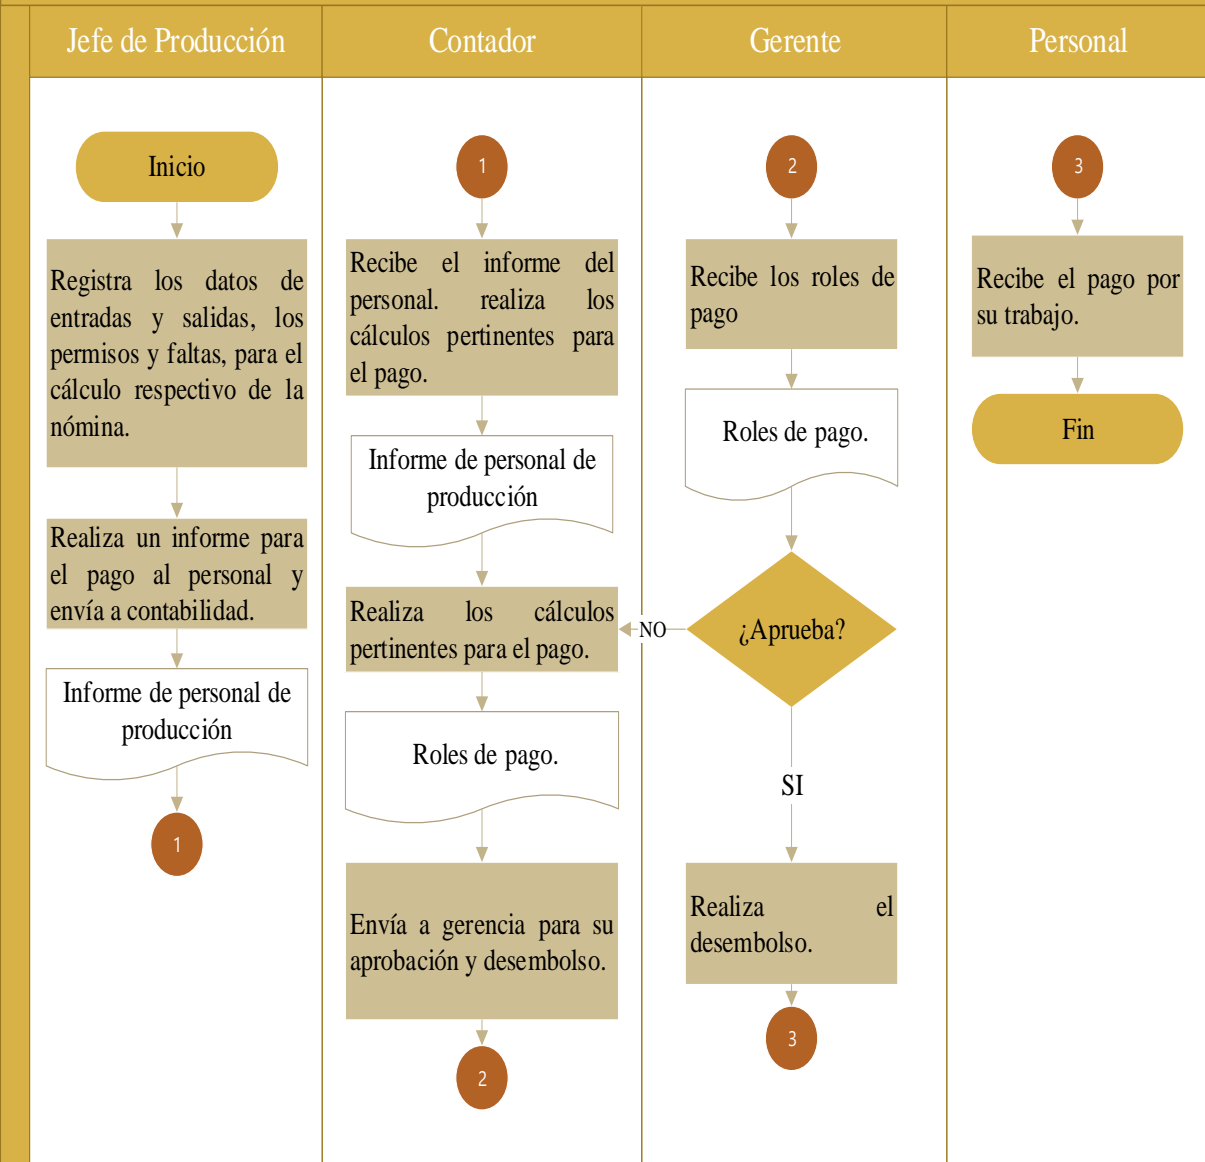 Jefe de Producción
Contador
Gerente
Personal
Inicio
Registra los datos de
entradas y salidas, los
permisos y faltas, para el
cálculo respectivo de la
nómina.
Realiza un informe para
el pago al personal y
envía a contabilidad.
Informe de personal de
producción
1
1
Recibe el informe del
personal. realiza los
cálculos pertinentes para
el pago.
Informe de personal de
producción
Realiza los cálculos
pertinentes para el pago.
Roles de pago.
Envía a gerencia para su
aprobación y desembolso.
2
2
Recibe los roles de
pago
Roles de pago.
¿Aprueba?
NO
SI
Realiza el
desembolso.
3
3
Recibe el pago por
su trabajo.
Fin